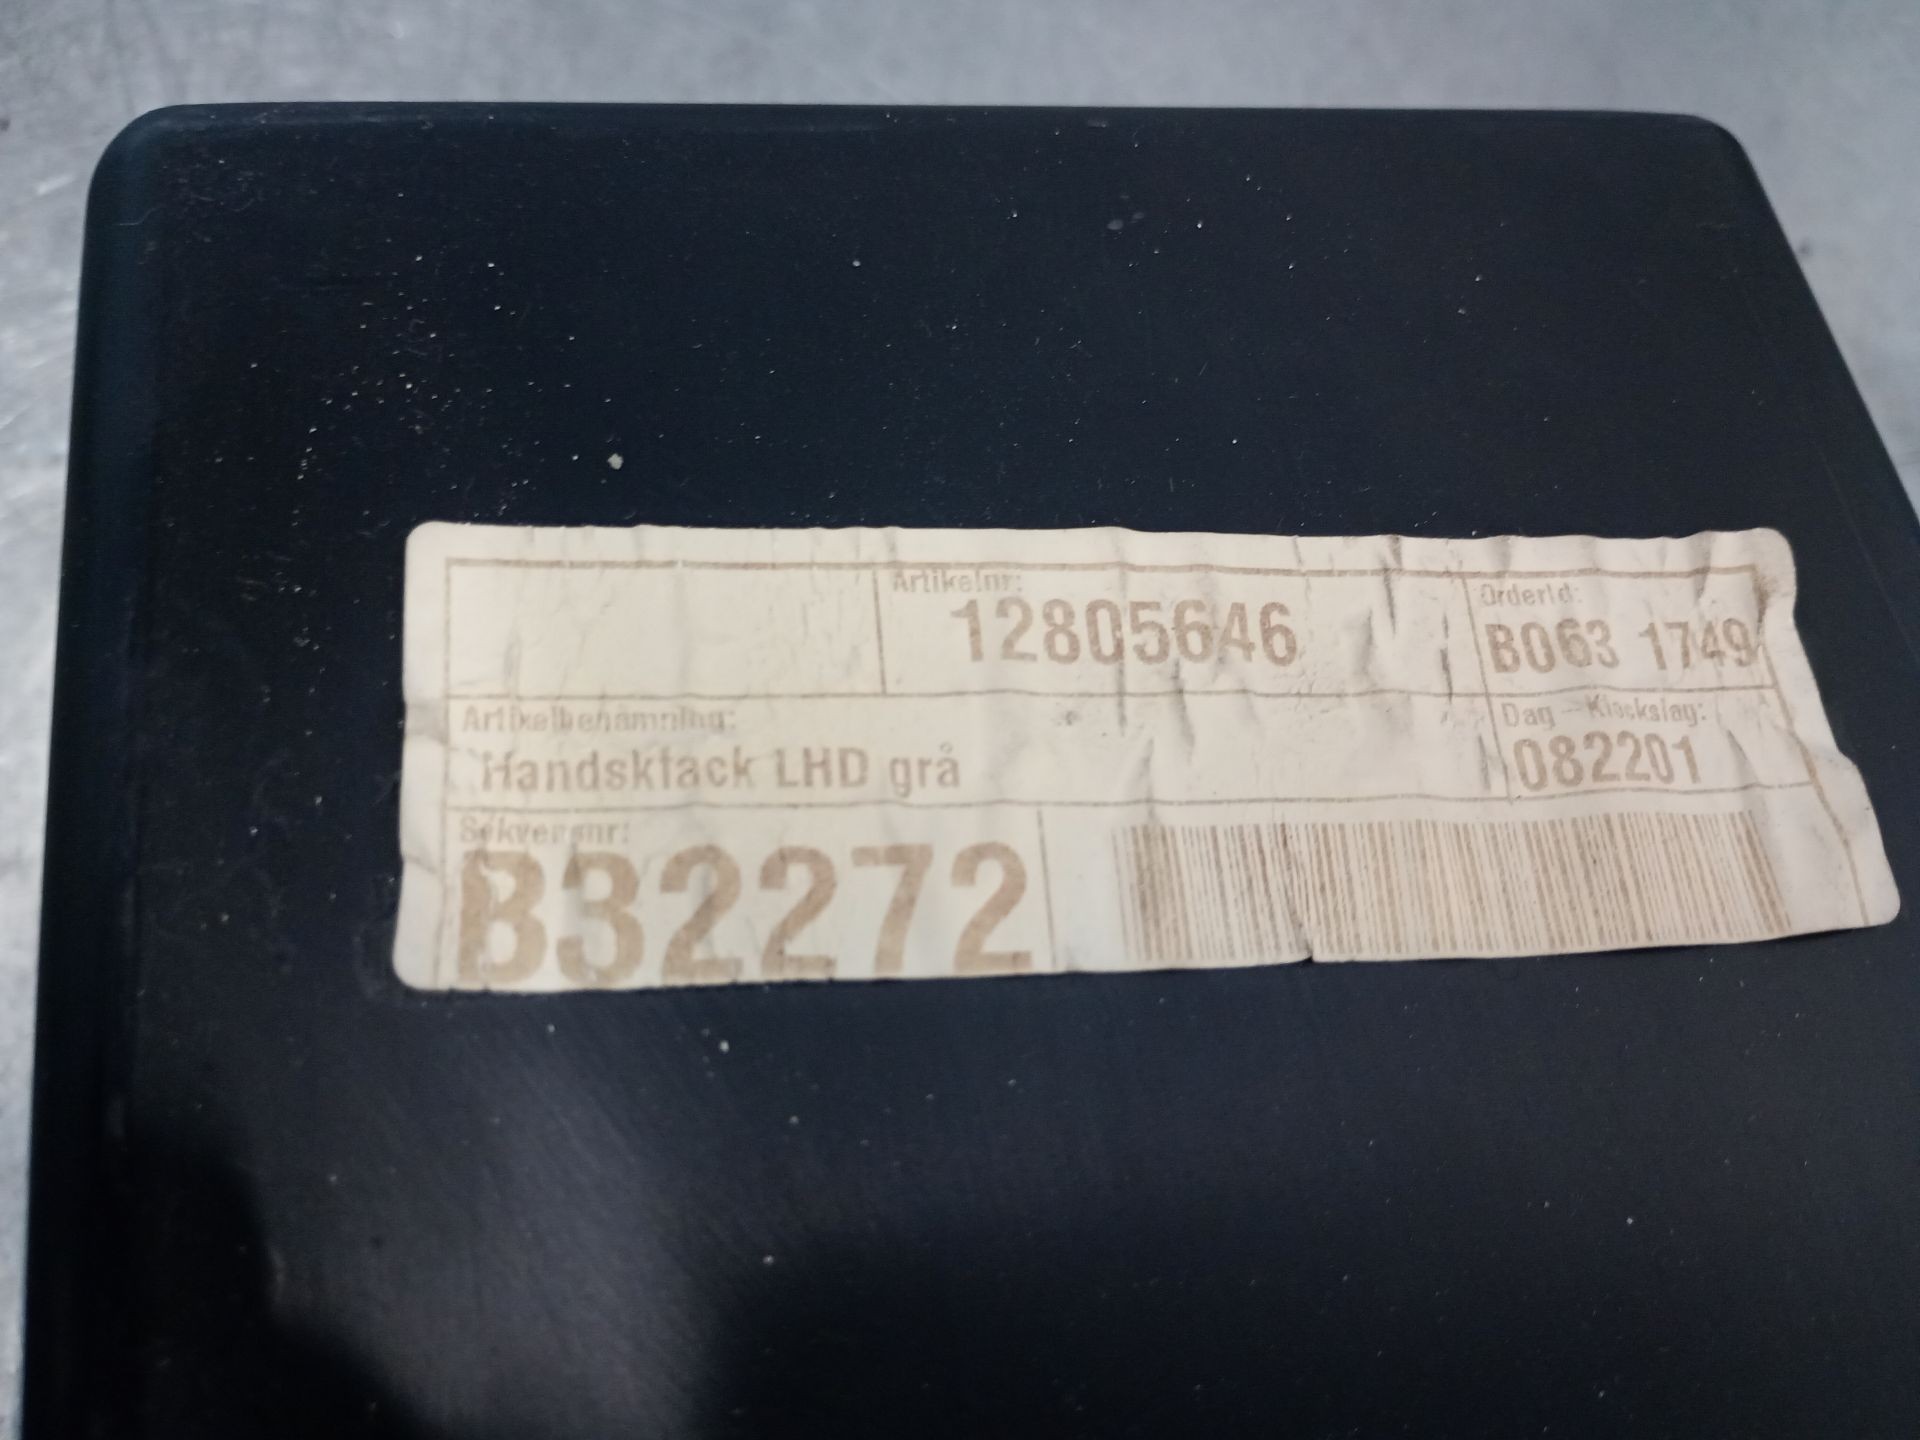 Artikelnr:
12805646
OrderId:
B063 1749
Artikelbenämning:
Handskfack LHD grå
Dag - Klockslag:
082201
Sekvensnr:
B32272